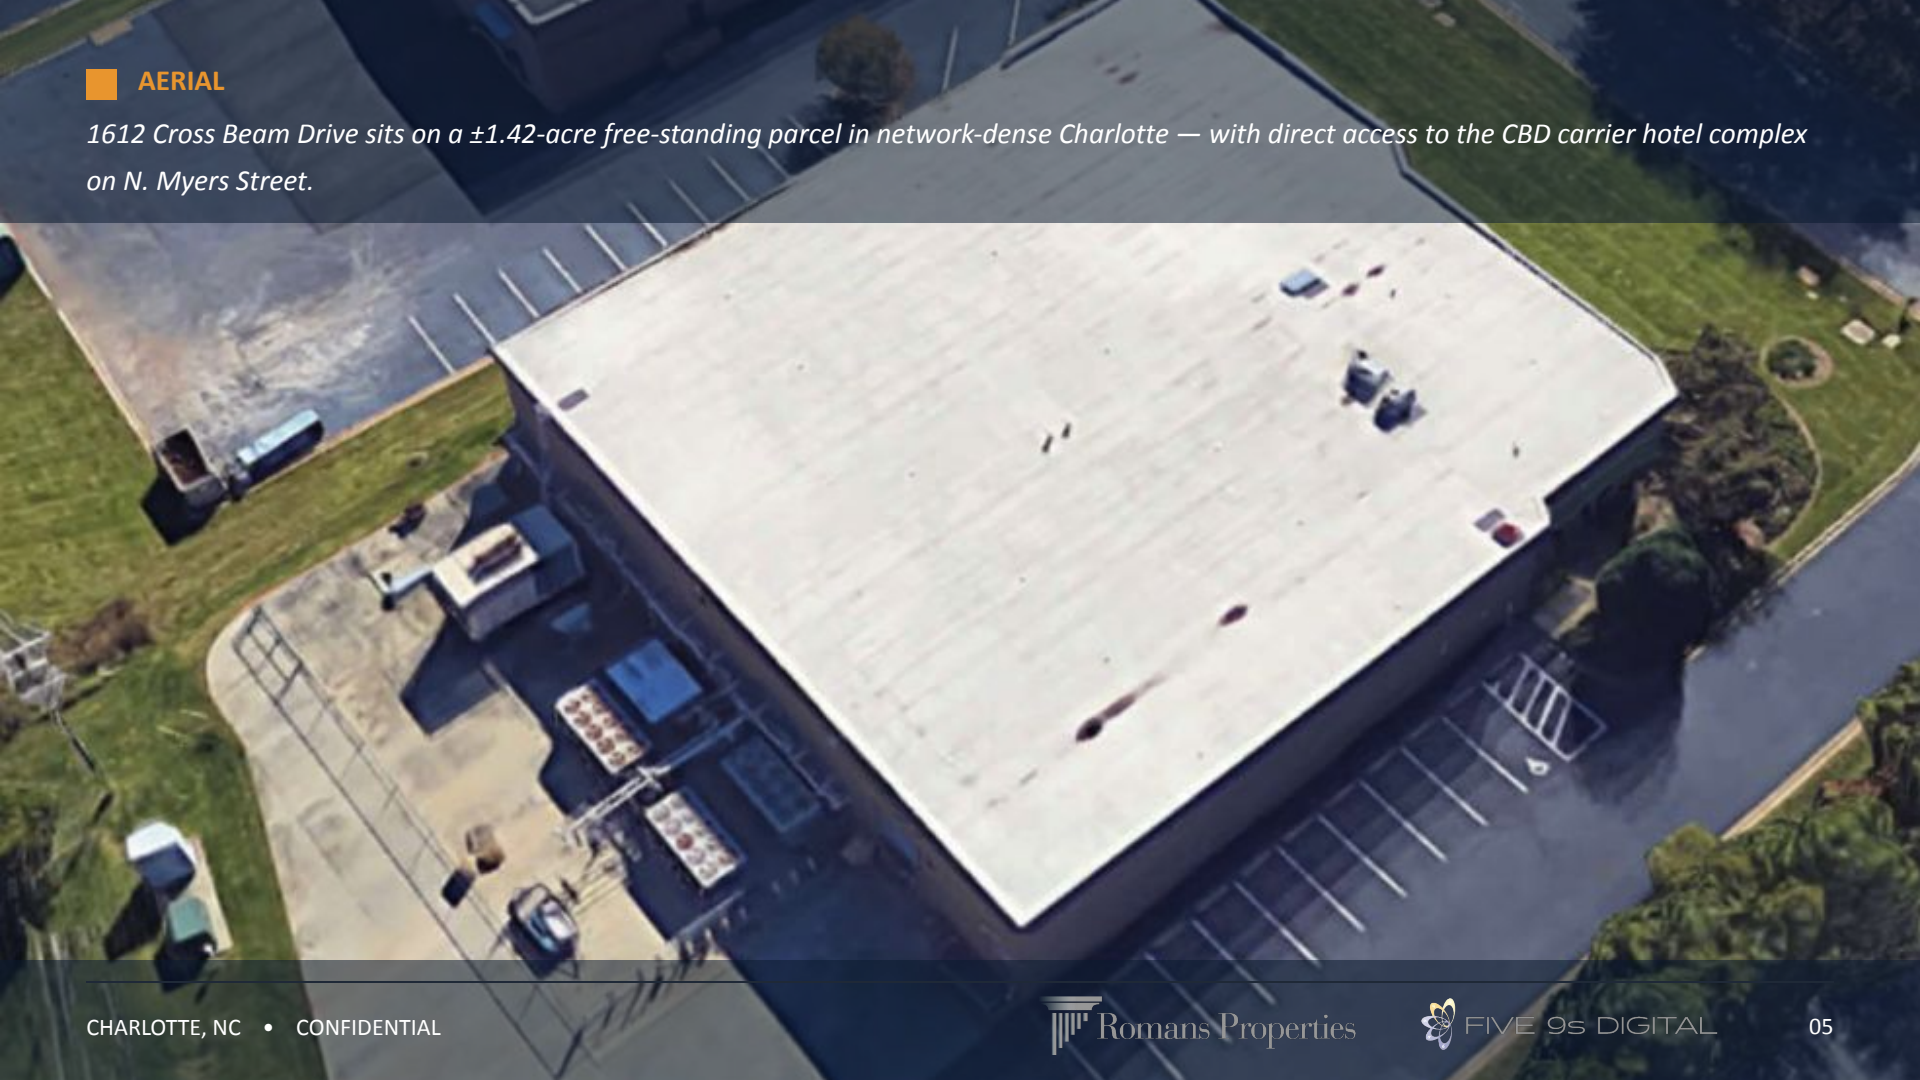 AERIAL
1612 Cross Beam Drive sits on a ±1.42-acre free-standing parcel in network-dense Charlotte — with direct access to the CBD carrier hotel complex
on N. Myers Street.
CHARLOTTE, NC • CONFIDENTIAL
Romans Properties
FIVE 9s DIGITAL
05